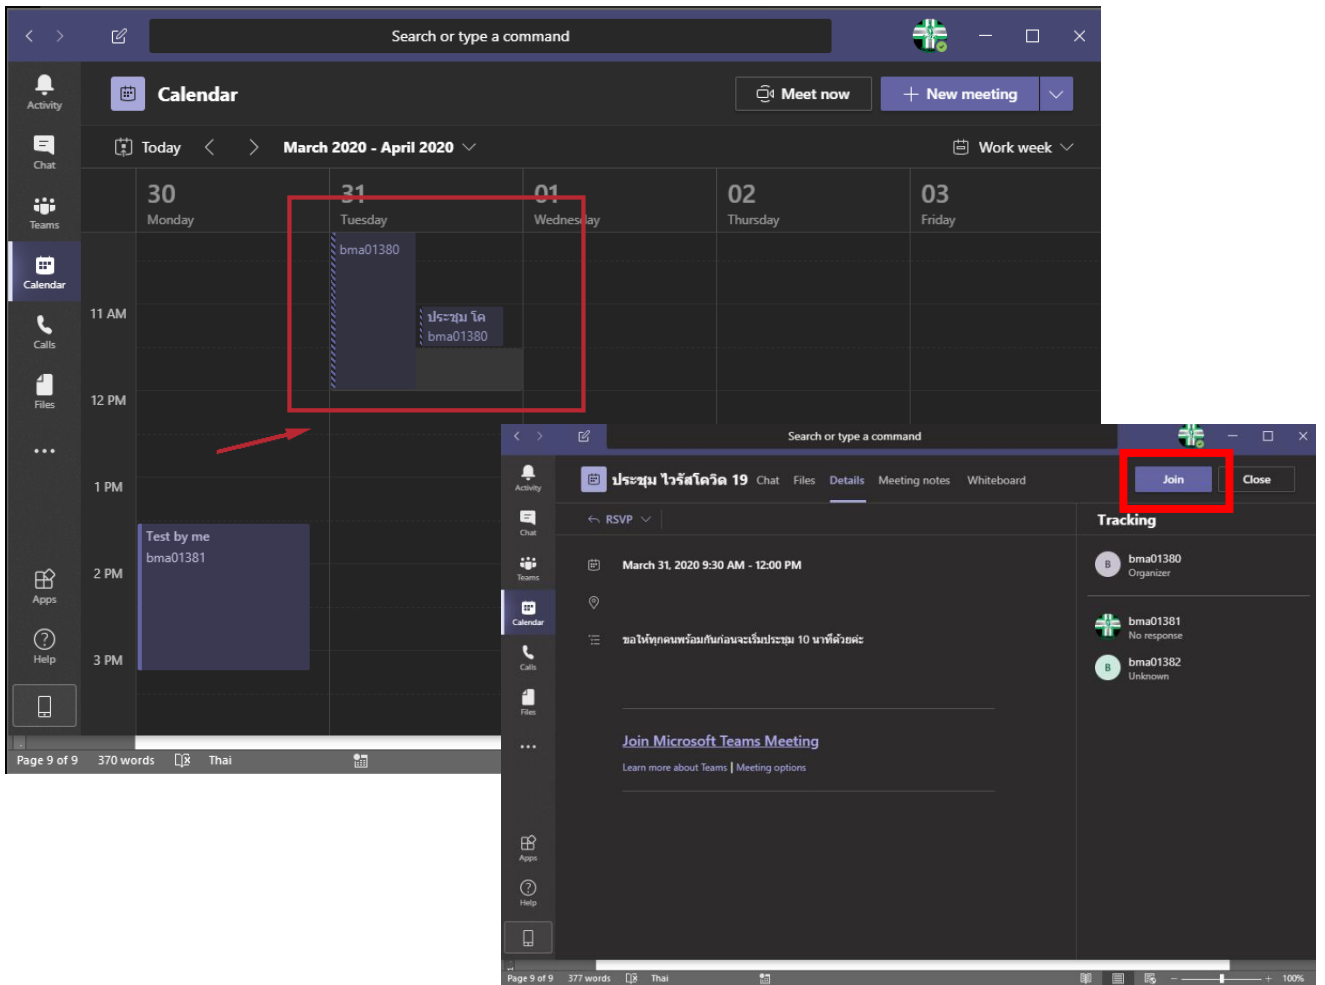 Search or type a command
Activity
Calendar
Meet now
New meeting
Chat
Today
March 2020 - April 2020
Work week
Teams
30
Monday
31
Tuesday
01
Wednesday
02
Thursday
03
Friday
Calendar
bma01380
11 AM
ประชุม โค
bma01380
Calls
Files
12 PM
1 PM
Test by me
bma01381
2 PM
Apps
Help
3 PM
Page 9 of 9 370 words Thai
Search or type a command
Activity
ประชุม ไวรัสโควิด 19 Chat Files Details Meeting notes Whiteboard
Join
Close
Chat
RSVP
Tracking
Teams
March 31, 2020 9:30 AM - 12:00 PM
B
bma01380
Organizer
Calendar
ขอให้ทุกคนพร้อมกันก่อนจะเริ่มประชุม 10 นาทีด้วยค่ะ
bma01381
No response
Calls
B
bma01382
Unknown
Files
Join Microsoft Teams Meeting
Learn more about Teams | Meeting options
Apps
Help
Page 9 of 9 377 words Thai
100%